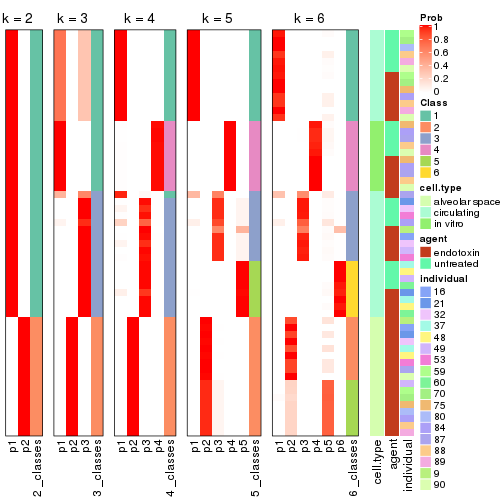 k = 2
k = 3
k = 4
k = 5
k = 6
p1
p2
2_classes
p1
p2
p3
3_classes
p1
p2
p3
p4
4_classes
p1
p2
p3
p4
p5
5_classes
p1
p2
p3
p4
p5
p6
6_classes
cell.type
agent
individual
Prob
1
0.8
0.6
0.4
0.2
0
Class
1
2
3
4
5
6
cell.type
alveolar space
circulating
in vitro
agent
endotoxin
untreated
individual
16
21
32
37
48
49
53
59
60
70
75
80
84
87
88
89
9
90